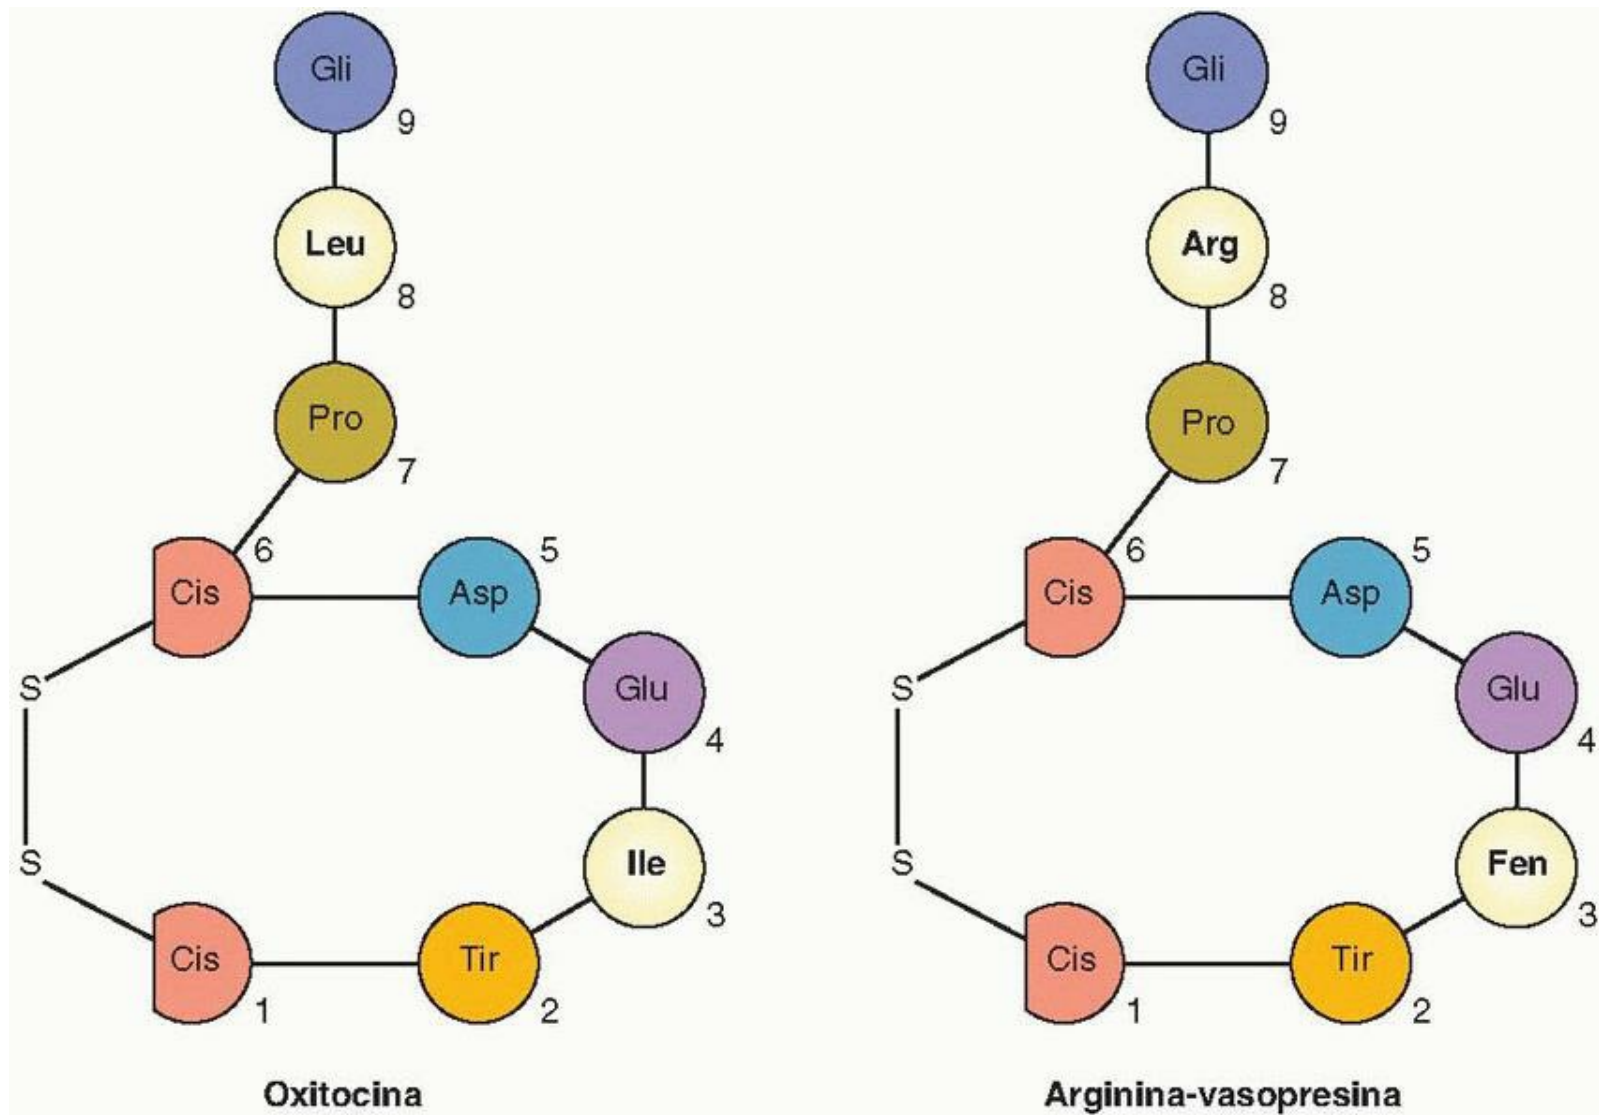 Gli
9
Leu
8
Pro
7
Cis
6
Asp
5
Glu
4
S
S
Ile
3
Cis
1
Tir
2
Oxitocina
Gli
9
Arg
8
Pro
7
Cis
6
Asp
5
Glu
4
S
S
Fen
3
Cis
1
Tir
2
Arginina-vasopresina